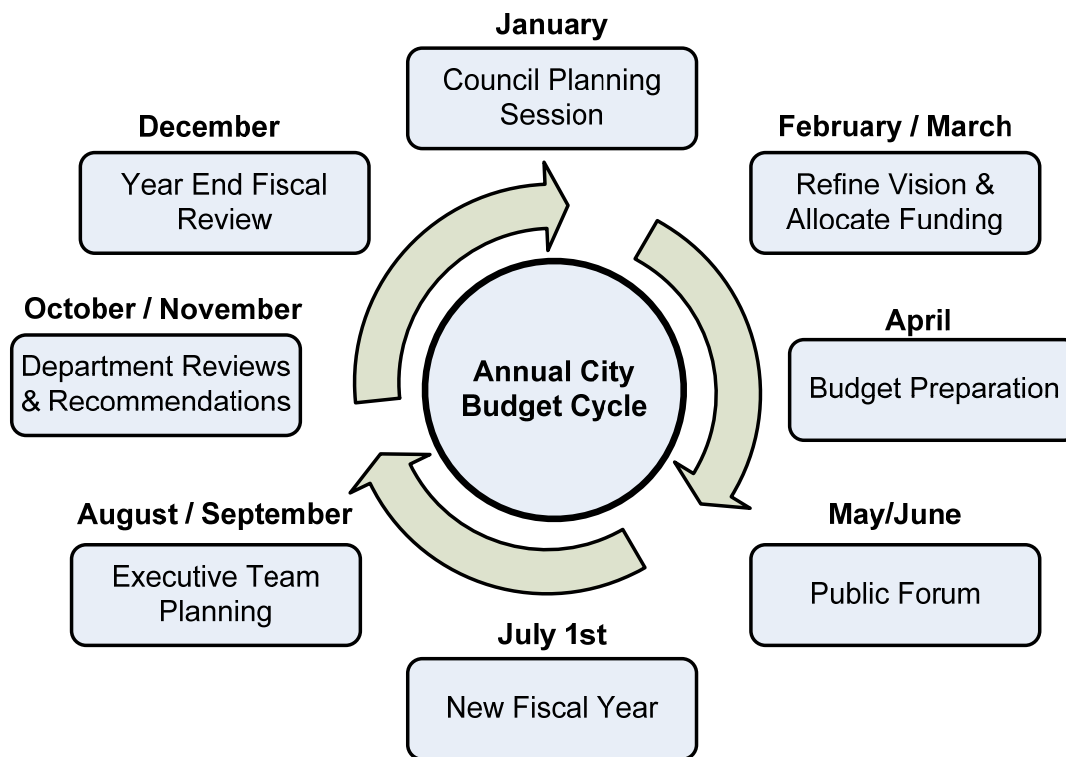 January
Council Planning
Session
February / March
Refine Vision &
Allocate Funding
April
Budget Preparation
May/June
Public Forum
July 1st
New Fiscal Year
August / September
Executive Team
Planning
October / November
Department Reviews
& Recommendations
December
Year End Fiscal
Review
Annual City
Budget Cycle